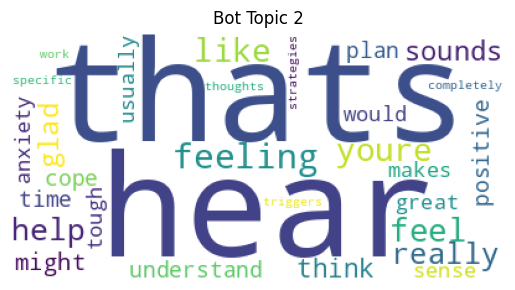 Bot Topic 2
work
specific
usually
like
strategies
plan
sounds
thoughts
completely
thats
would
anxiety
glad
feeling
youre
positive
makes
cope
time
tough
hear
triggers
great
help
feel
might
understand
think
really
sense